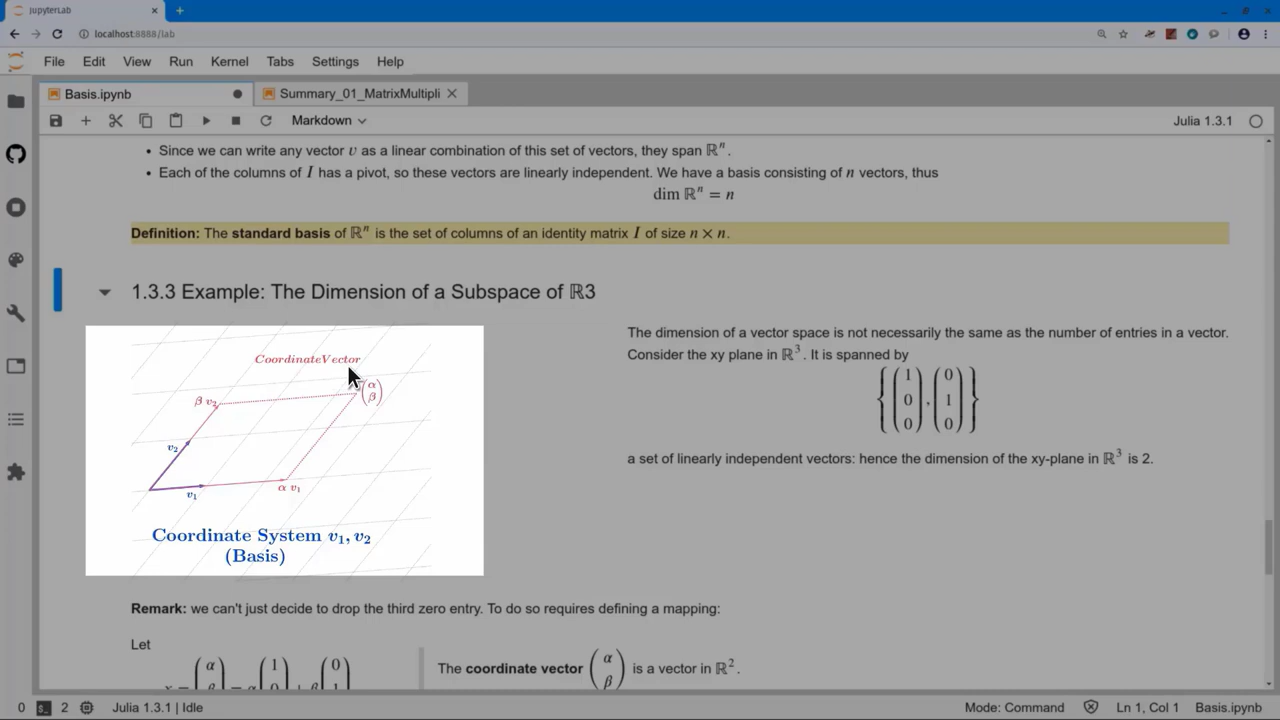 JupyterLab
localhost:8888/lab
File Edit View Run Kernel Tabs Settings Help
Basis.ipynb
Summary_01_MatrixMultipli
Markdown
Julia 1.3.1
• Since we can write any vector v as a linear combination of this set of vectors, they span ℝⁿ.
• Each of the columns of I has a pivot, so these vectors are linearly independent. We have a basis consisting of n vectors, thus
dim ℝⁿ = n
Definition: The standard basis of ℝⁿ is the set of columns of an identity matrix I of size n × n.
1.3.3 Example: The Dimension of a Subspace of ℝ3
CoordinateVector
(α
β)
β v₂
v₂
v₁
α v₁
Coordinate System v₁, v₂
(Basis)
The dimension of a vector space is not necessarily the same as the number of entries in a vector.
Consider the xy plane in ℝ³. It is spanned by
{ (1 0 0), (0 1 0) }
a set of linearly independent vectors: hence the dimension of the xy-plane in ℝ³ is 2.
Remark: we can't just decide to drop the third zero entry. To do so requires defining a mapping:
Let
The coordinate vector (α β) is a vector in ℝ².
0 2 Julia 1.3.1 | Idle
Mode: Command Ln 1, Col 1 Basis.ipynb